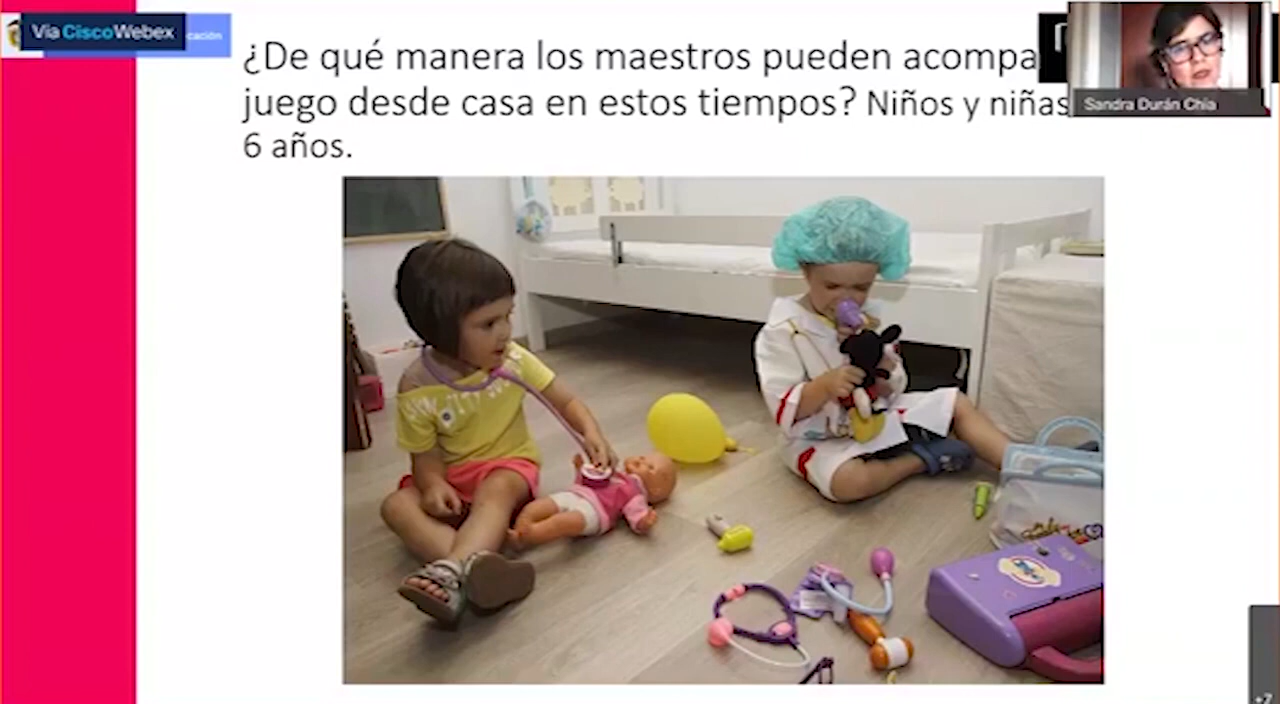 Vía CiscoWebex
cación
¿De qué manera los maestros pueden acompa
juego desde casa en estos tiempos? Niños y niñas
6 años.
Sandra Durán Chía
+7